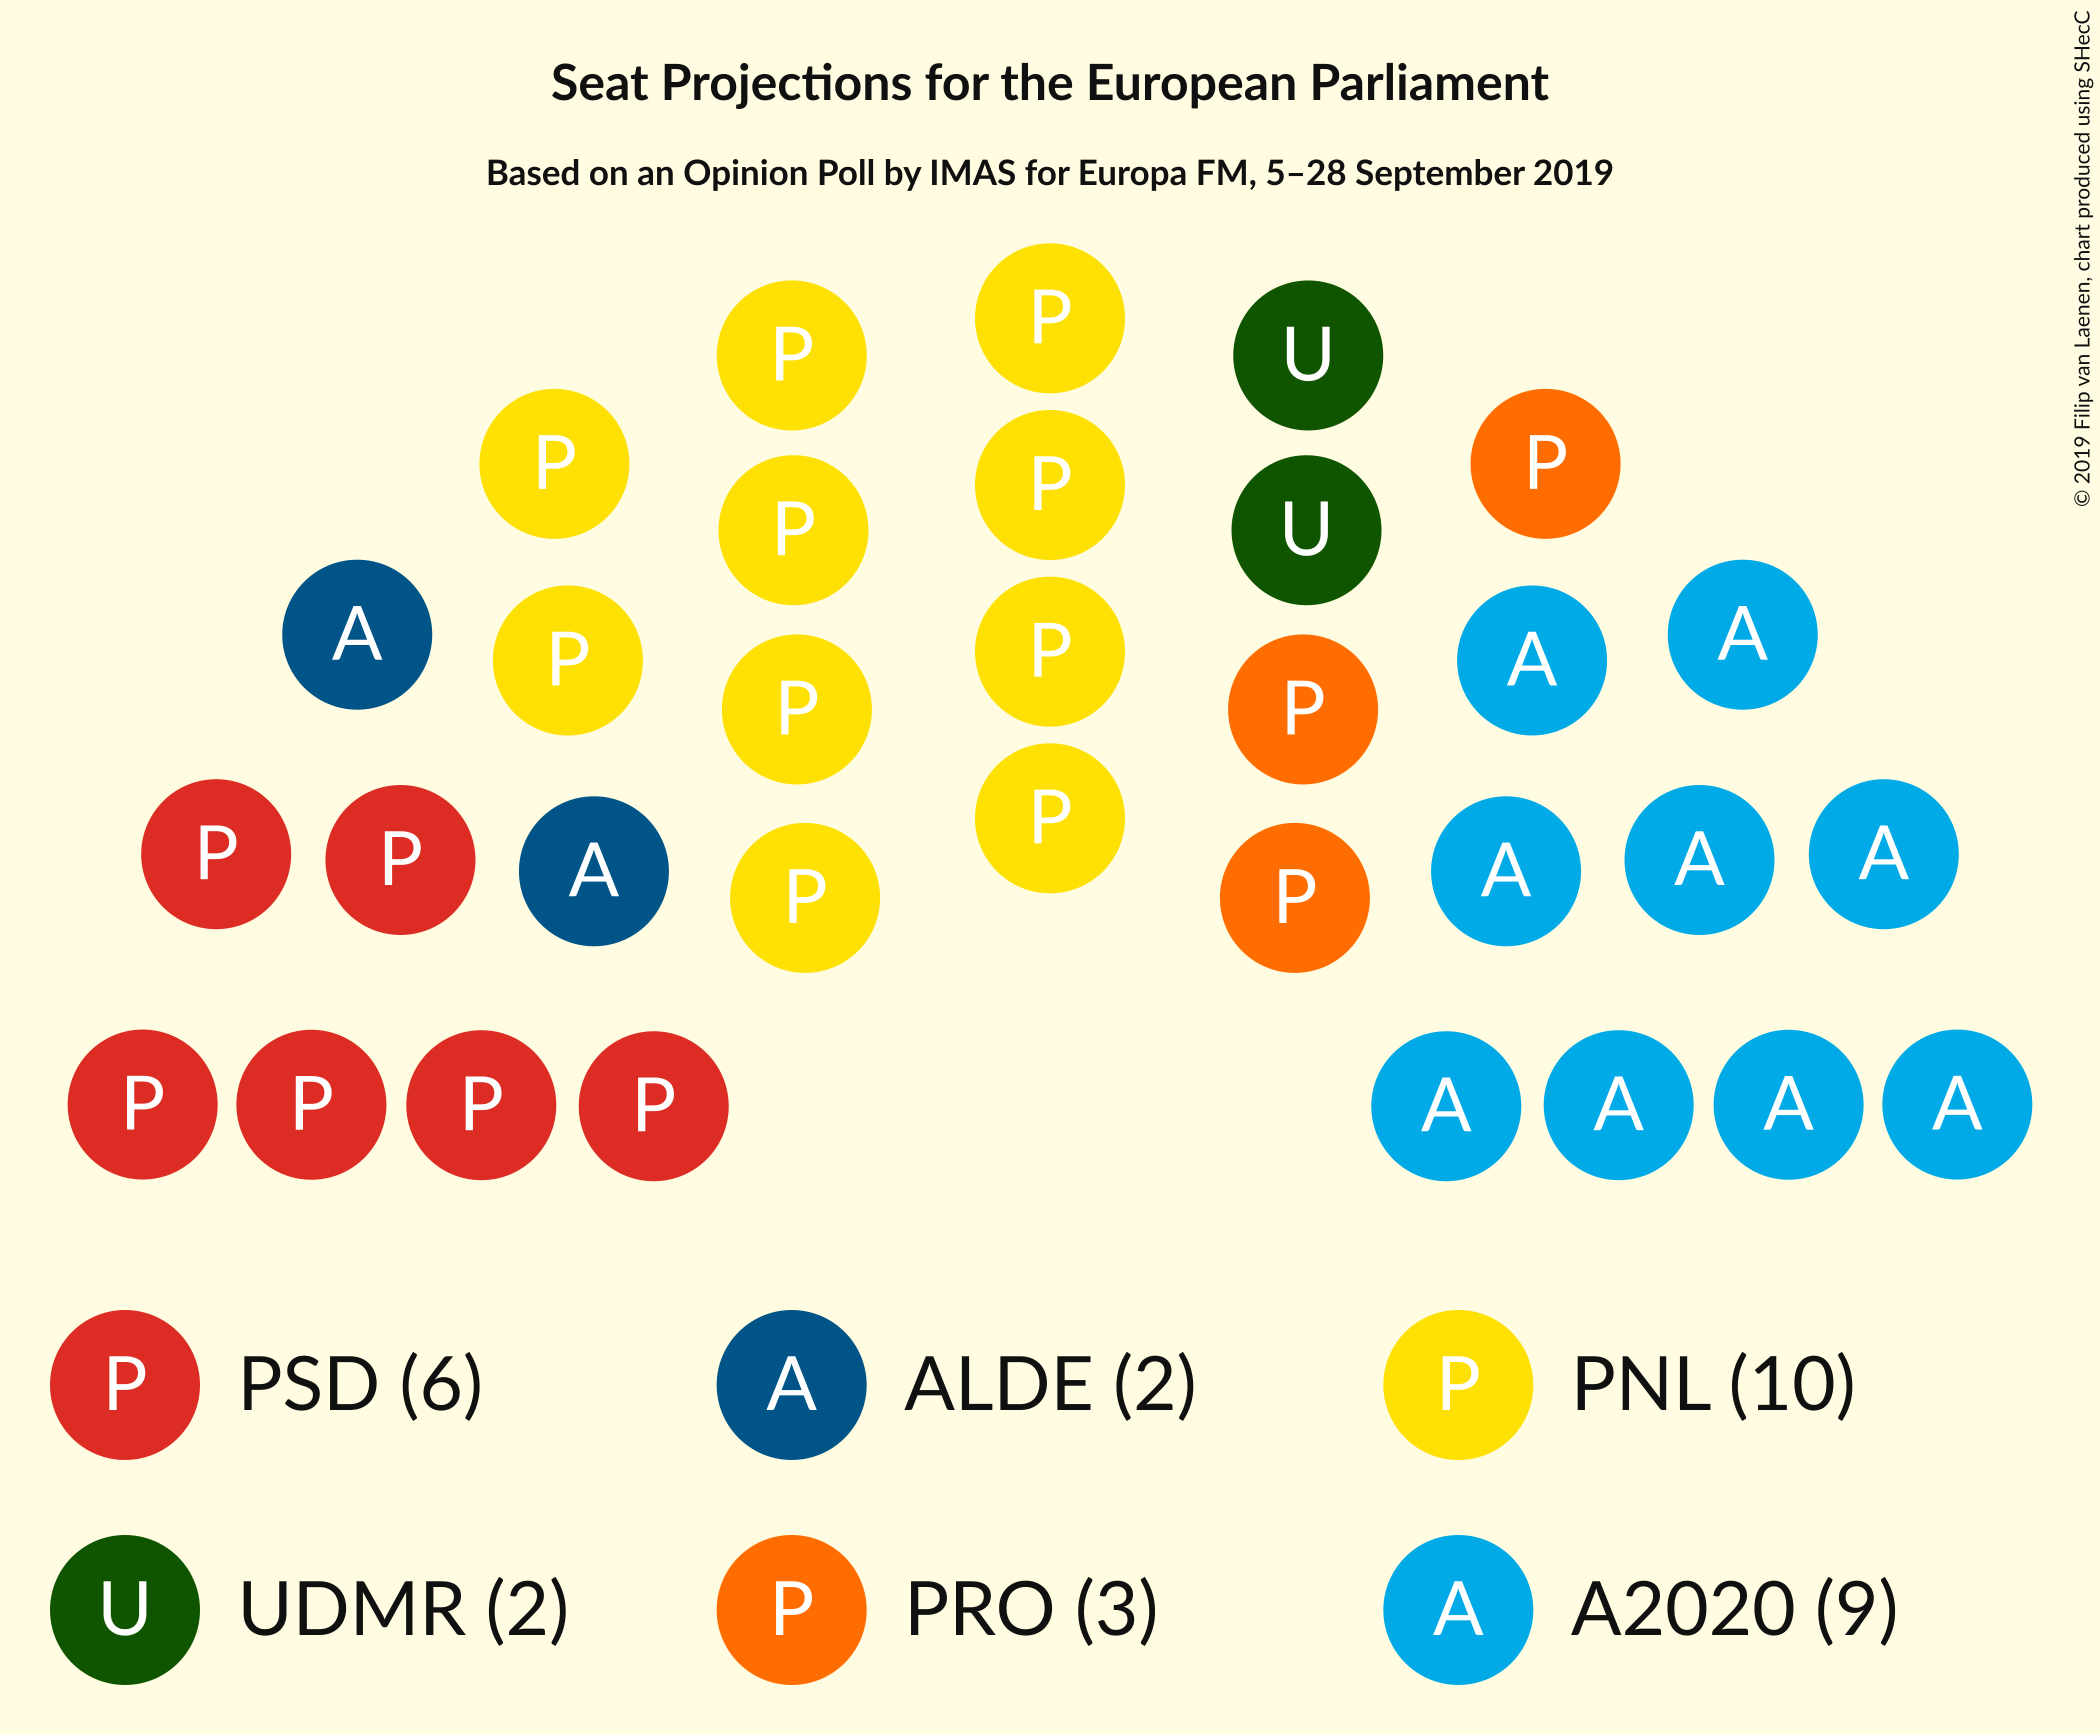 Seat Projections for the European Parliament
Based on an Opinion Poll by IMAS for Europa FM, 5–28 September 2019
© 2019 Filip van Laenen, chart produced using SHecC
P
P P U
P P
P U
A A
P P A
P P
P P A A A
P P
P P
P P P P A A A A
P PSD (6) A ALDE (2) P PNL (10)
U UDMR (2) P PRO (3) A A2020 (9)